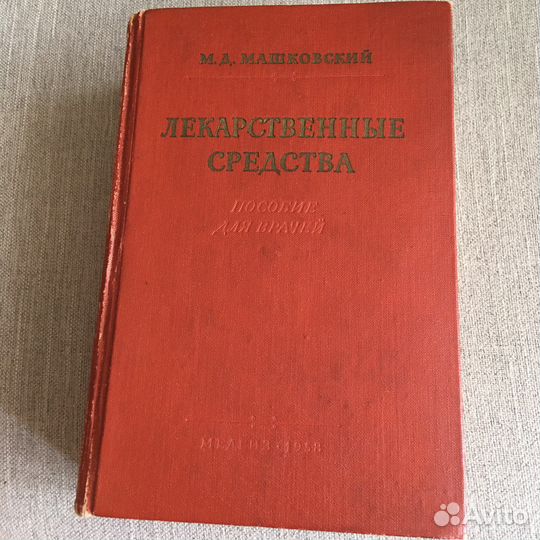 М. Д. МАШКОВСКИЙ
ЛЕКАРСТВЕННЫЕ
СРЕДСТВА
ПОСОБИЕ
ДЛЯ ВРАЧЕЙ
МЕДГИЗ · 1958
Avito